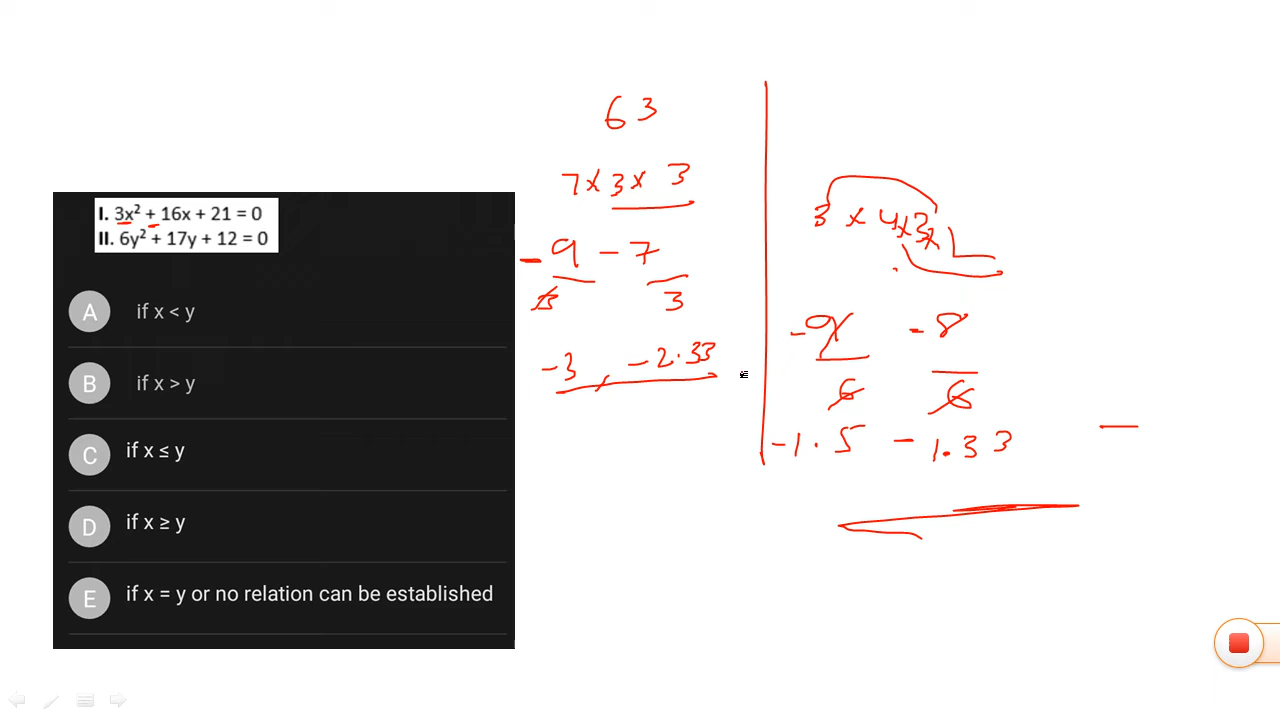 I. 3x² + 16x + 21 = 0
II. 6y² + 17y + 12 = 0
A if x < y
B if x > y
C if x ≤ y
D if x ≥ y
E if x = y or no relation can be established
63
7 x 3 x 3
- 9 - 7
3 3
-3 , -2.33
3 x 4 x 3 x
-9 - 8
6 6
-1.5 - 1.33